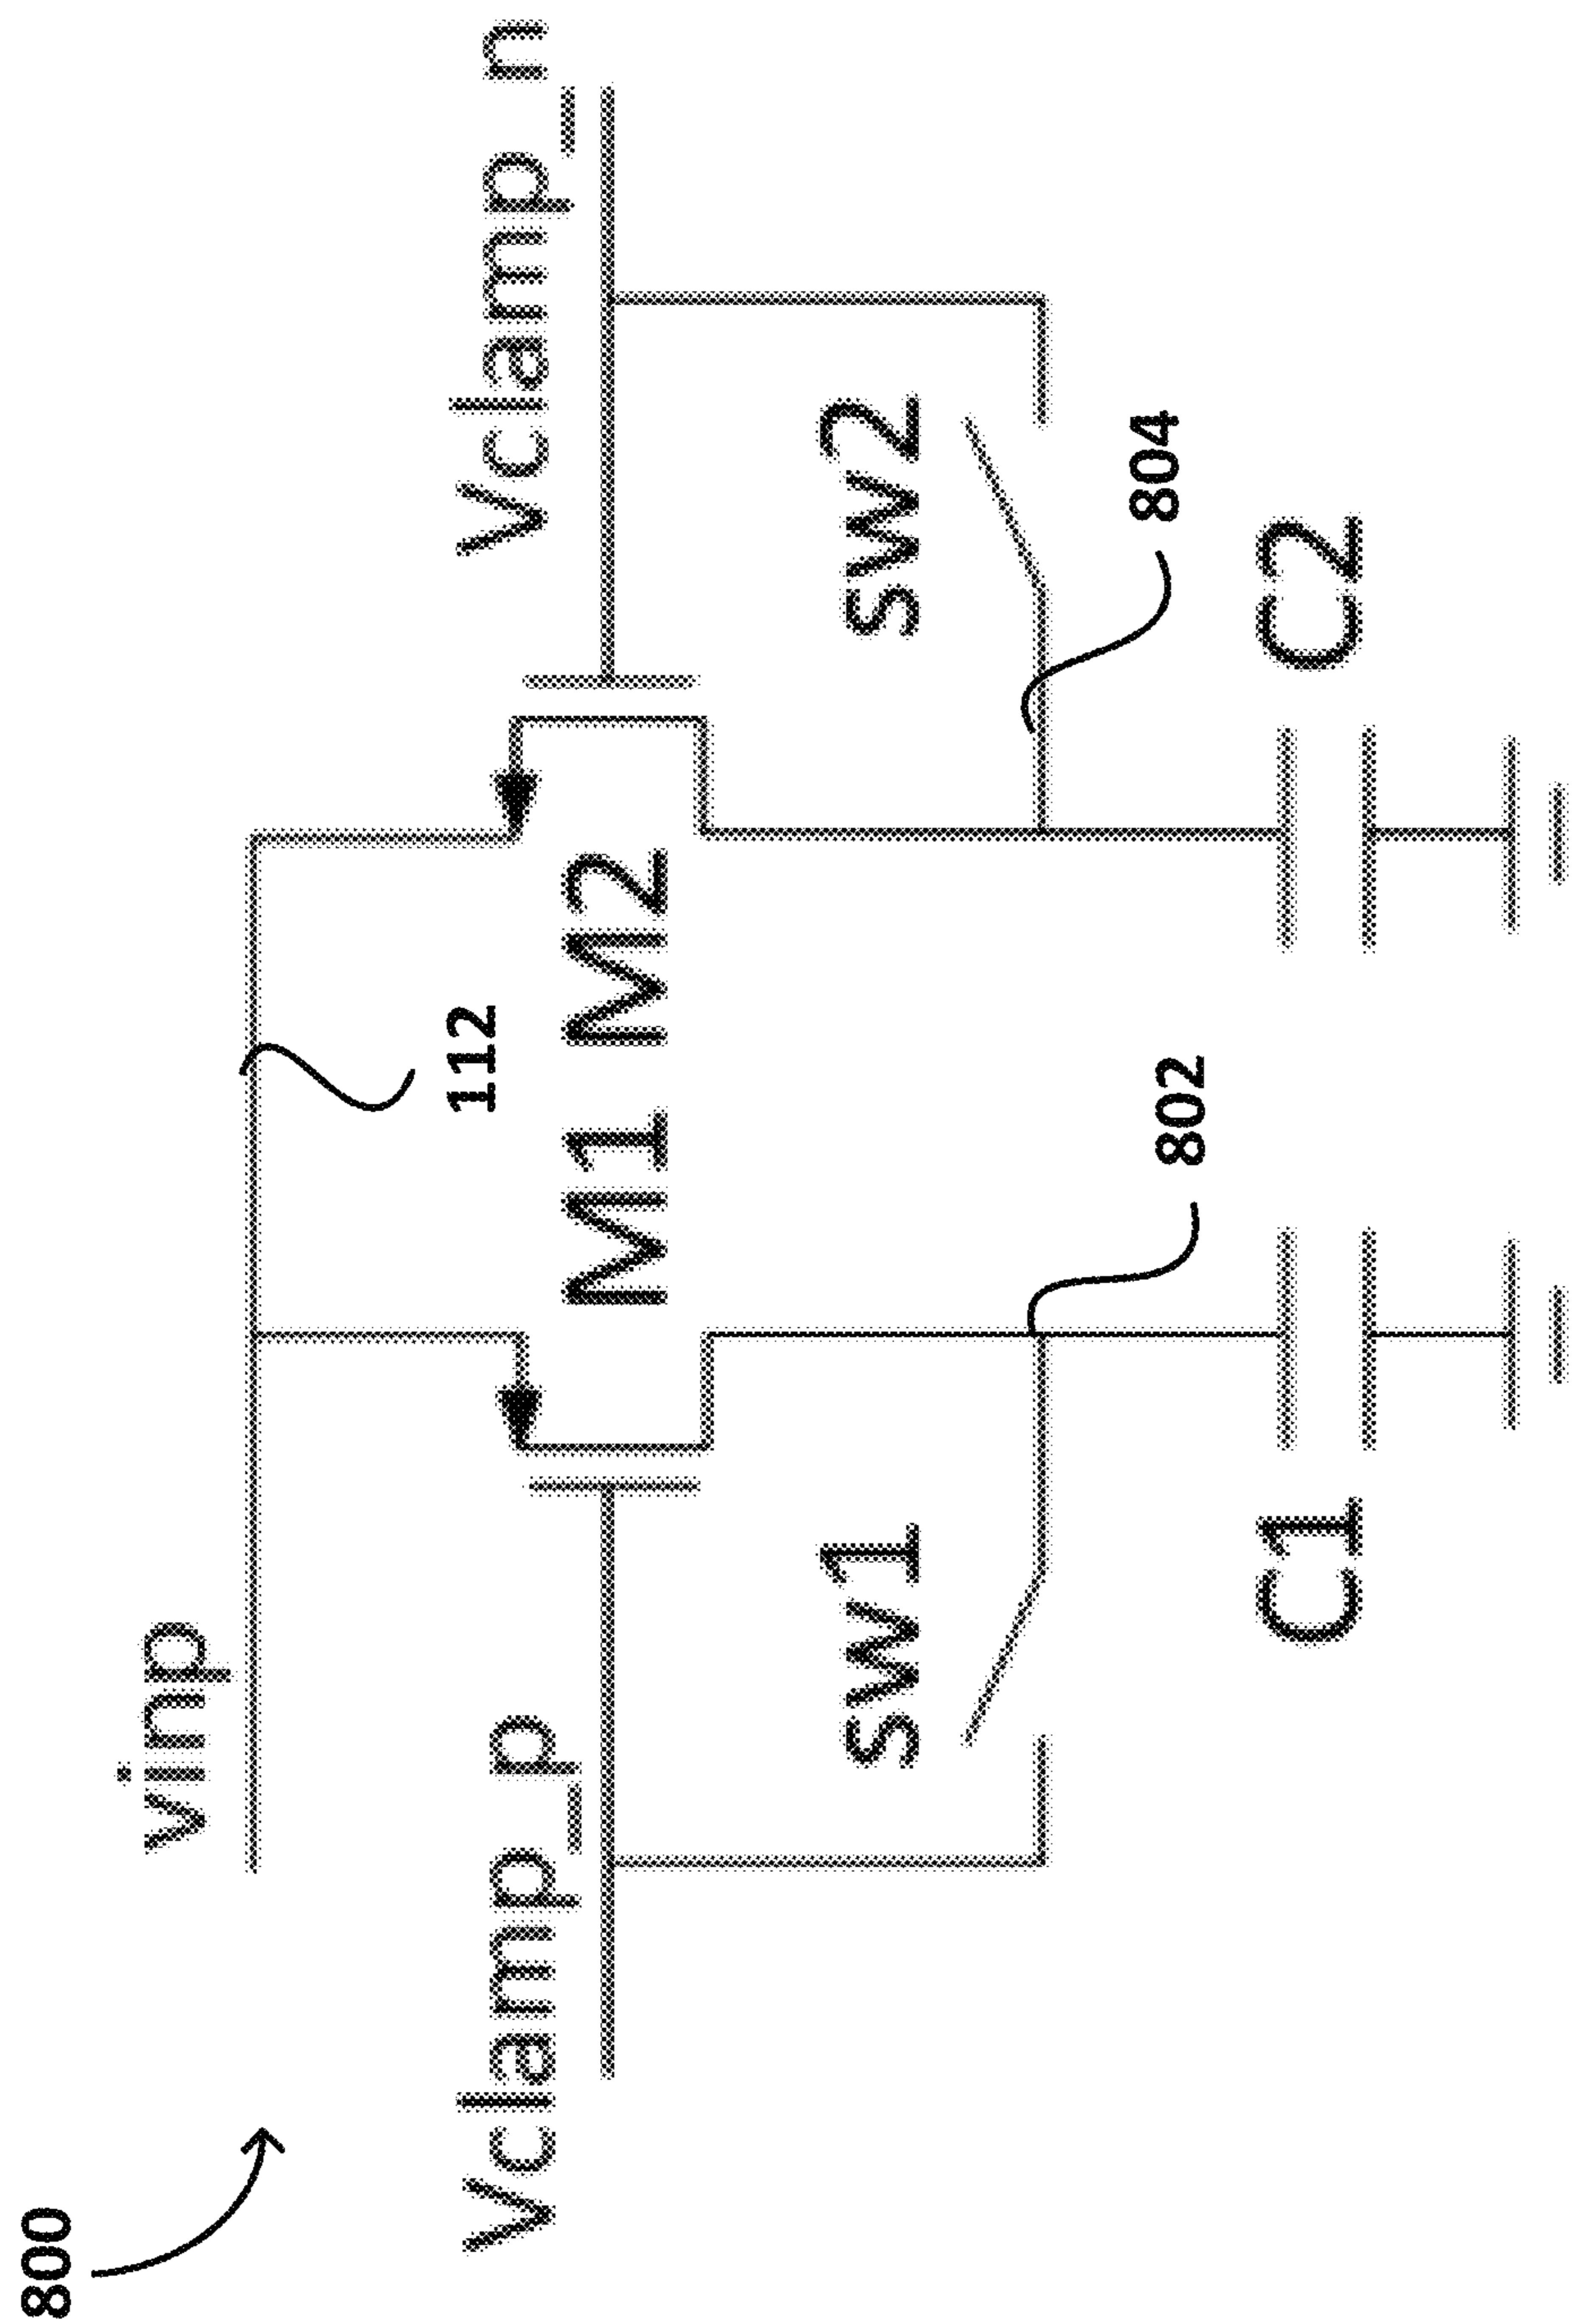 800
vinp
Vclamp_p
Vclamp_n
112
M1 M2
SW1
SW2
802
804
C1
C2